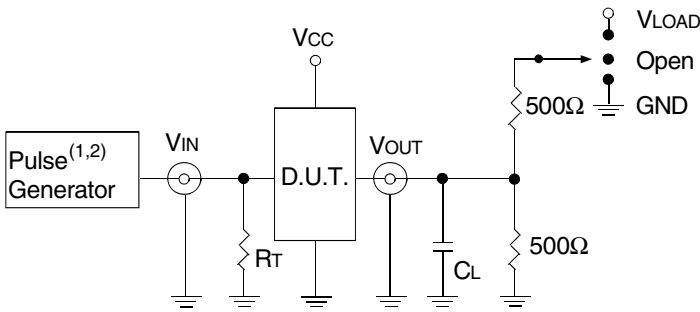 VLOAD
VCC
Open
500Ω
GND
VIN
VOUT
Pulse(1,2)
Generator
D.U.T.
RT
CL
500Ω